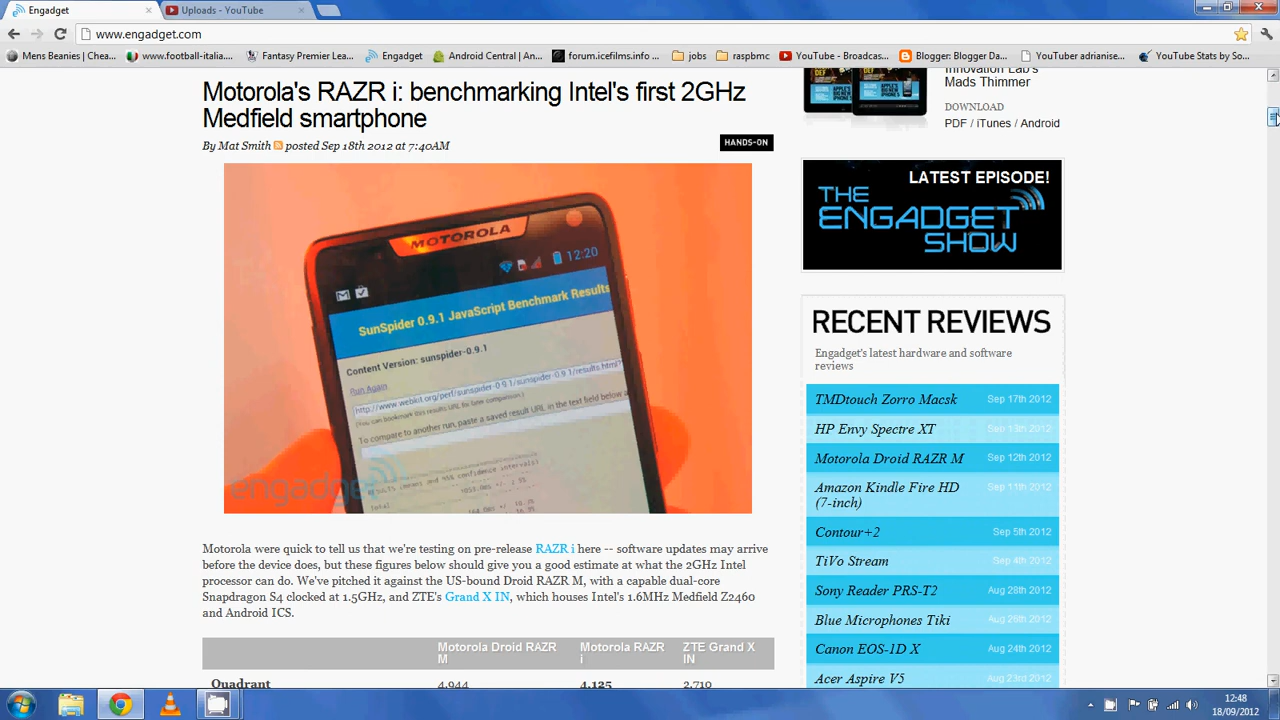 Engadget
Uploads - YouTube
www.engadget.com
Mens Beanies | Chea...
www.football-italia....
Fantasy Premier Lea...
Engadget
Android Central | An...
forum.icefilms.info ...
jobs
raspbmc
YouTube - Broadcas...
Blogger: Blogger Da...
YouTuber adrianise...
YouTube Stats by So...
Motorola's RAZR i: benchmarking Intel's first 2GHz
Medfield smartphone
By Mat Smith posted Sep 18th 2012 at 7:40AM
HANDS-ON
MOTOROLA
12:20
SunSpider 0.9.1 JavaScript Benchmark Results
Content Version: sunspider-0.9.1
Run Again
http://www.webkit.org/perf/sunspider-0.9.1/sunspider-0.9.1/results.html?
(You can bookmark this results URL for later comparison.)
To compare to another run, paste a saved result URL in the text field below a
engadget
Motorola were quick to tell us that we're testing on pre-release RAZR i here -- software updates may arrive
before the device does, but these figures below should give you a good estimate at what the 2GHz Intel
processor can do. We've pitched it against the US-bound Droid RAZR M, with a capable dual-core
Snapdragon S4 clocked at 1.5GHz, and ZTE's Grand X IN, which houses Intel's 1.6MHz Medfield Z2460
and Android ICS.
Motorola Droid RAZR M
Motorola RAZR i
ZTE Grand X IN
Quadrant 4,944 4,125 2,710
Innovation Lab's
Mads Thimmer
DOWNLOAD
PDF / iTunes / Android
LATEST EPISODE!
THE
ENGADGET
SHOW
RECENT REVIEWS
Engadget's latest hardware and software
reviews
TMDtouch Zorro Macsk Sep 17th 2012
HP Envy Spectre XT Sep 13th 2012
Motorola Droid RAZR M Sep 12th 2012
Amazon Kindle Fire HD Sep 11th 2012
(7-inch)
Contour+2 Sep 5th 2012
TiVo Stream Sep 4th 2012
Sony Reader PRS-T2 Aug 28th 2012
Blue Microphones Tiki Aug 26th 2012
Canon EOS-1D X Aug 24th 2012
Acer Aspire V5 Aug 23rd 2012
12:48
18/09/2012